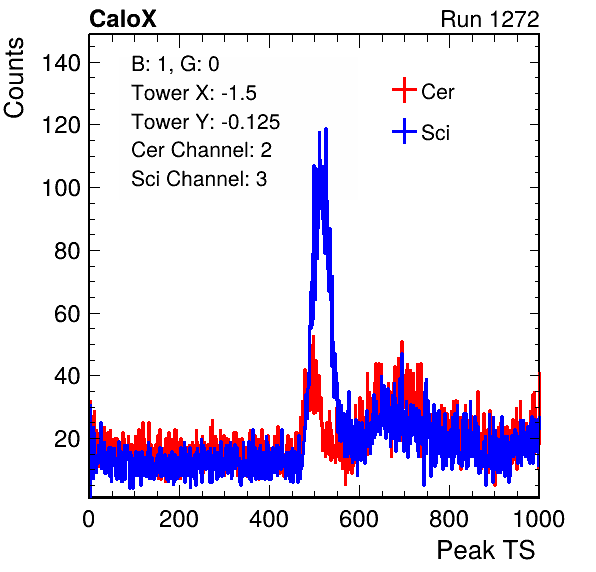 CaloX Run 1272
Counts
B: 1, G: 0
Tower X: -1.5
Tower Y: -0.125
Cer Channel: 2
Sci Channel: 3
Cer
Sci
140
120
100
80
60
40
20
0 200 400 600 800 1000
Peak TS